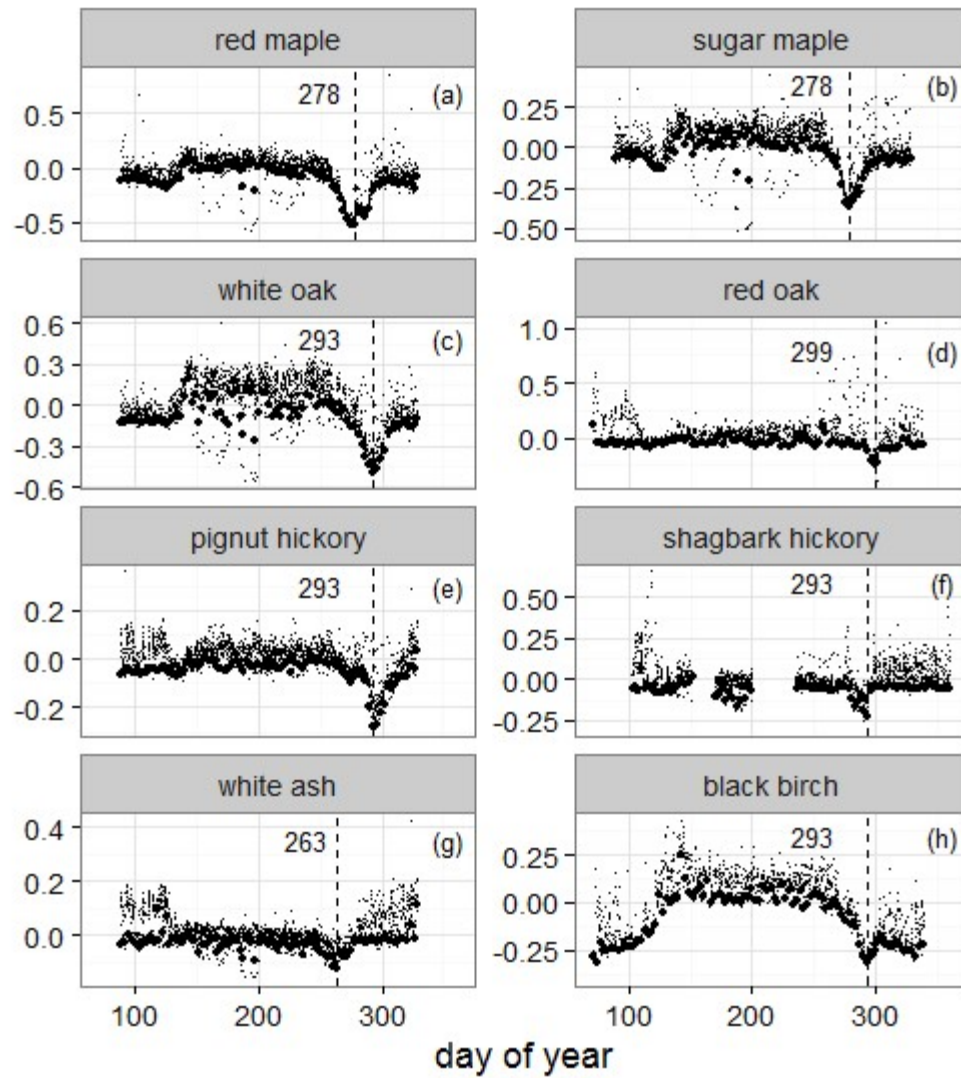 red maple
sugar maple
278
(a)
0.5
0.0
-0.5
278
(b)
0.25
0.00
-0.25
-0.50
white oak
red oak
293
(c)
0.6
0.3
0.0
-0.3
-0.6
299
(d)
1.0
0.5
0.0
pignut hickory
shagbark hickory
293
(e)
0.2
0.0
-0.2
293
(f)
0.50
0.25
0.00
-0.25
white ash
black birch
263
(g)
0.4
0.2
0.0
293
(h)
0.25
0.00
-0.25
100 200 300
100 200 300
day of year